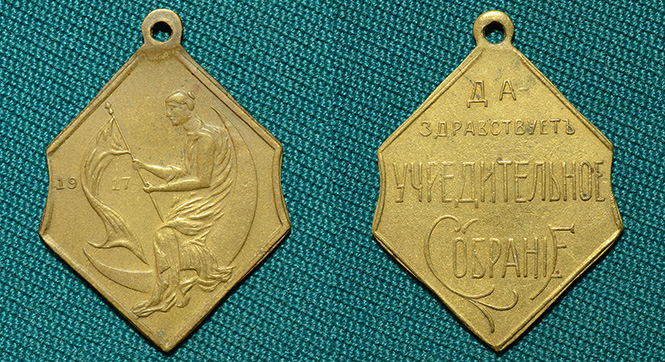 19 17
ДА
ЗДРАВСТВУЕТЪ
УЧРЕДИТЕЛЬНОЕ
СОБРАНІЕ